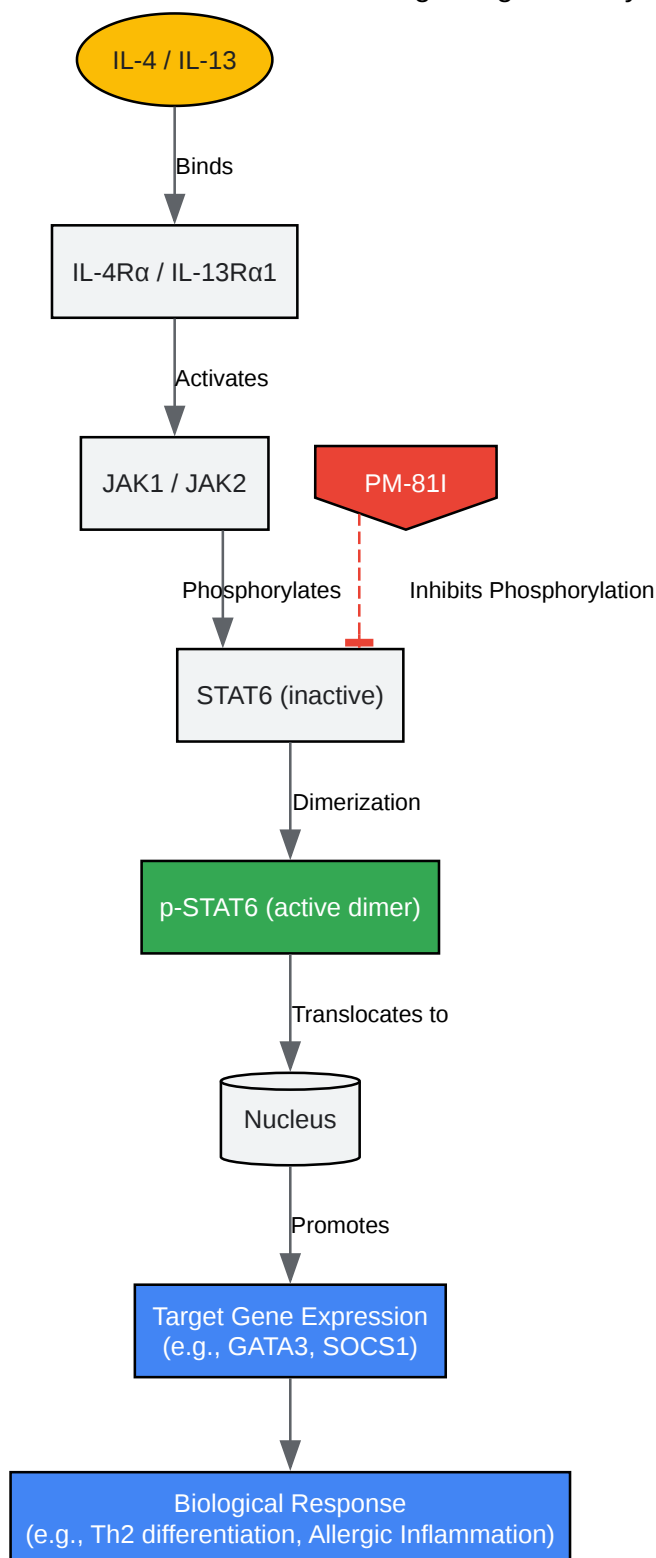 IL-4 / IL-13
Binds
IL-4Rα / IL-13Rα1
Activates
JAK1 / JAK2
PM-81I
Phosphorylates
Inhibits Phosphorylation
STAT6 (inactive)
Dimerization
p-STAT6 (active dimer)
Translocates to
Nucleus
Promotes
Target Gene Expression
(e.g., GATA3, SOCS1)
Biological Response
(e.g., Th2 differentiation, Allergic Inflammation)